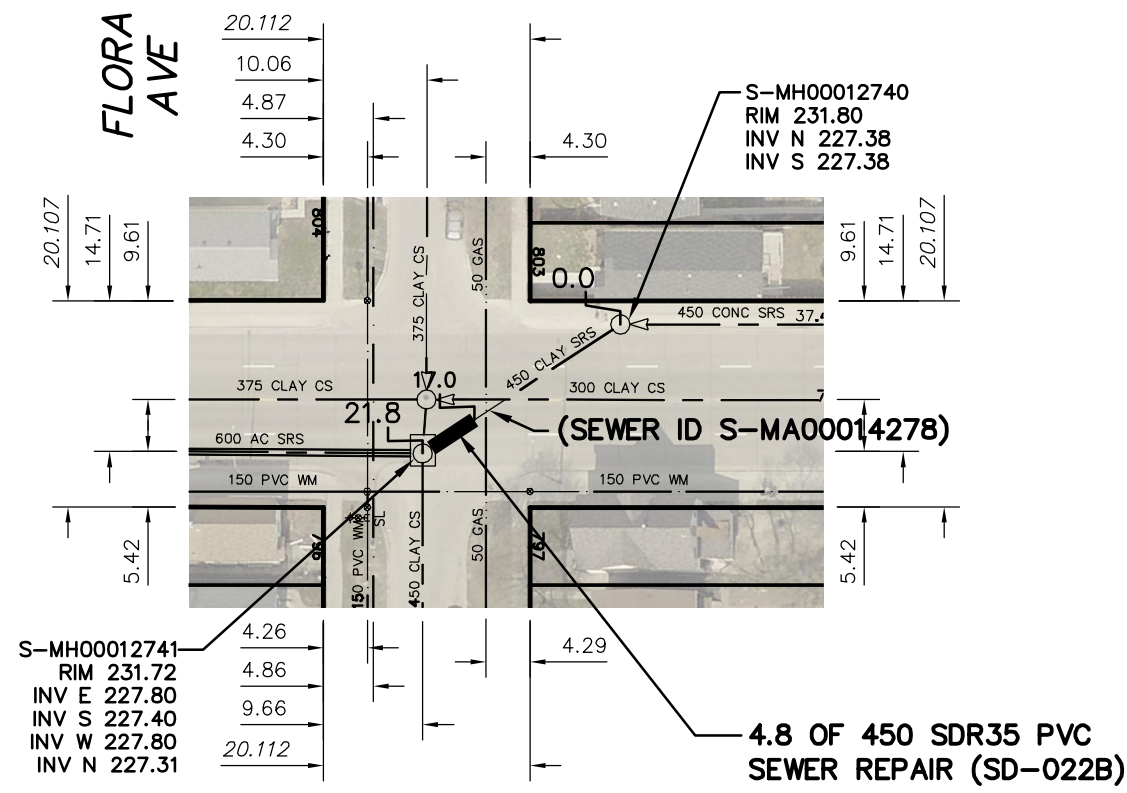 FLORA
AVE
20.112
10.06
4.87
4.30
4.30
S-MH00012740
RIM 231.80
INV N 227.38
INV S 227.38
20.107
14.71
9.61
9.61
14.71
20.107
804
803
0.0
375 CLAY CS
50 GAS
450 CONC SRS
450 CLAY SRS
375 CLAY CS
17.0
300 CLAY CS
21.8
(SEWER ID S-MA00014278)
600 AC SRS
150 PVC WM
150 PVC WM
SL
796
797
150 PVC WM
450 CLAY CS
50 GAS
5.42
5.42
S-MH00012741
RIM 231.72
INV E 227.80
INV S 227.40
INV W 227.80
INV N 227.31
4.26
4.86
9.66
20.112
4.29
4.8 OF 450 SDR35 PVC
SEWER REPAIR (SD-022B)